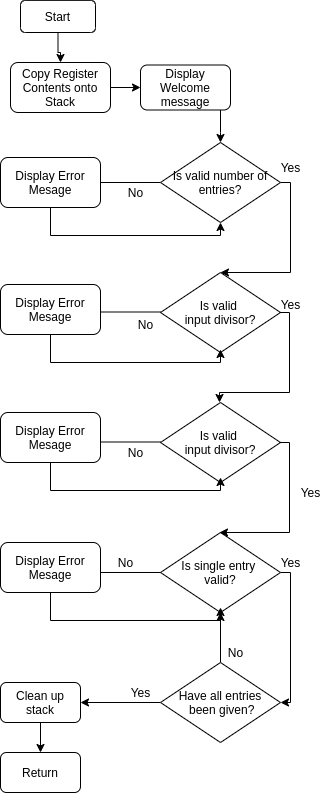 Start
Copy Register
Contents onto
Stack
Display
Welcome
message
Is valid number of
entries?
Yes
Display Error
Mesage
No
Is valid
input divisor?
Yes
Display Error
Mesage
No
Is valid
input divisor?
Display Error
Mesage
No
Yes
Is single entry
valid?
Yes
Display Error
Mesage
No
No
Have all entries
been given?
Yes
Clean up
stack
Return